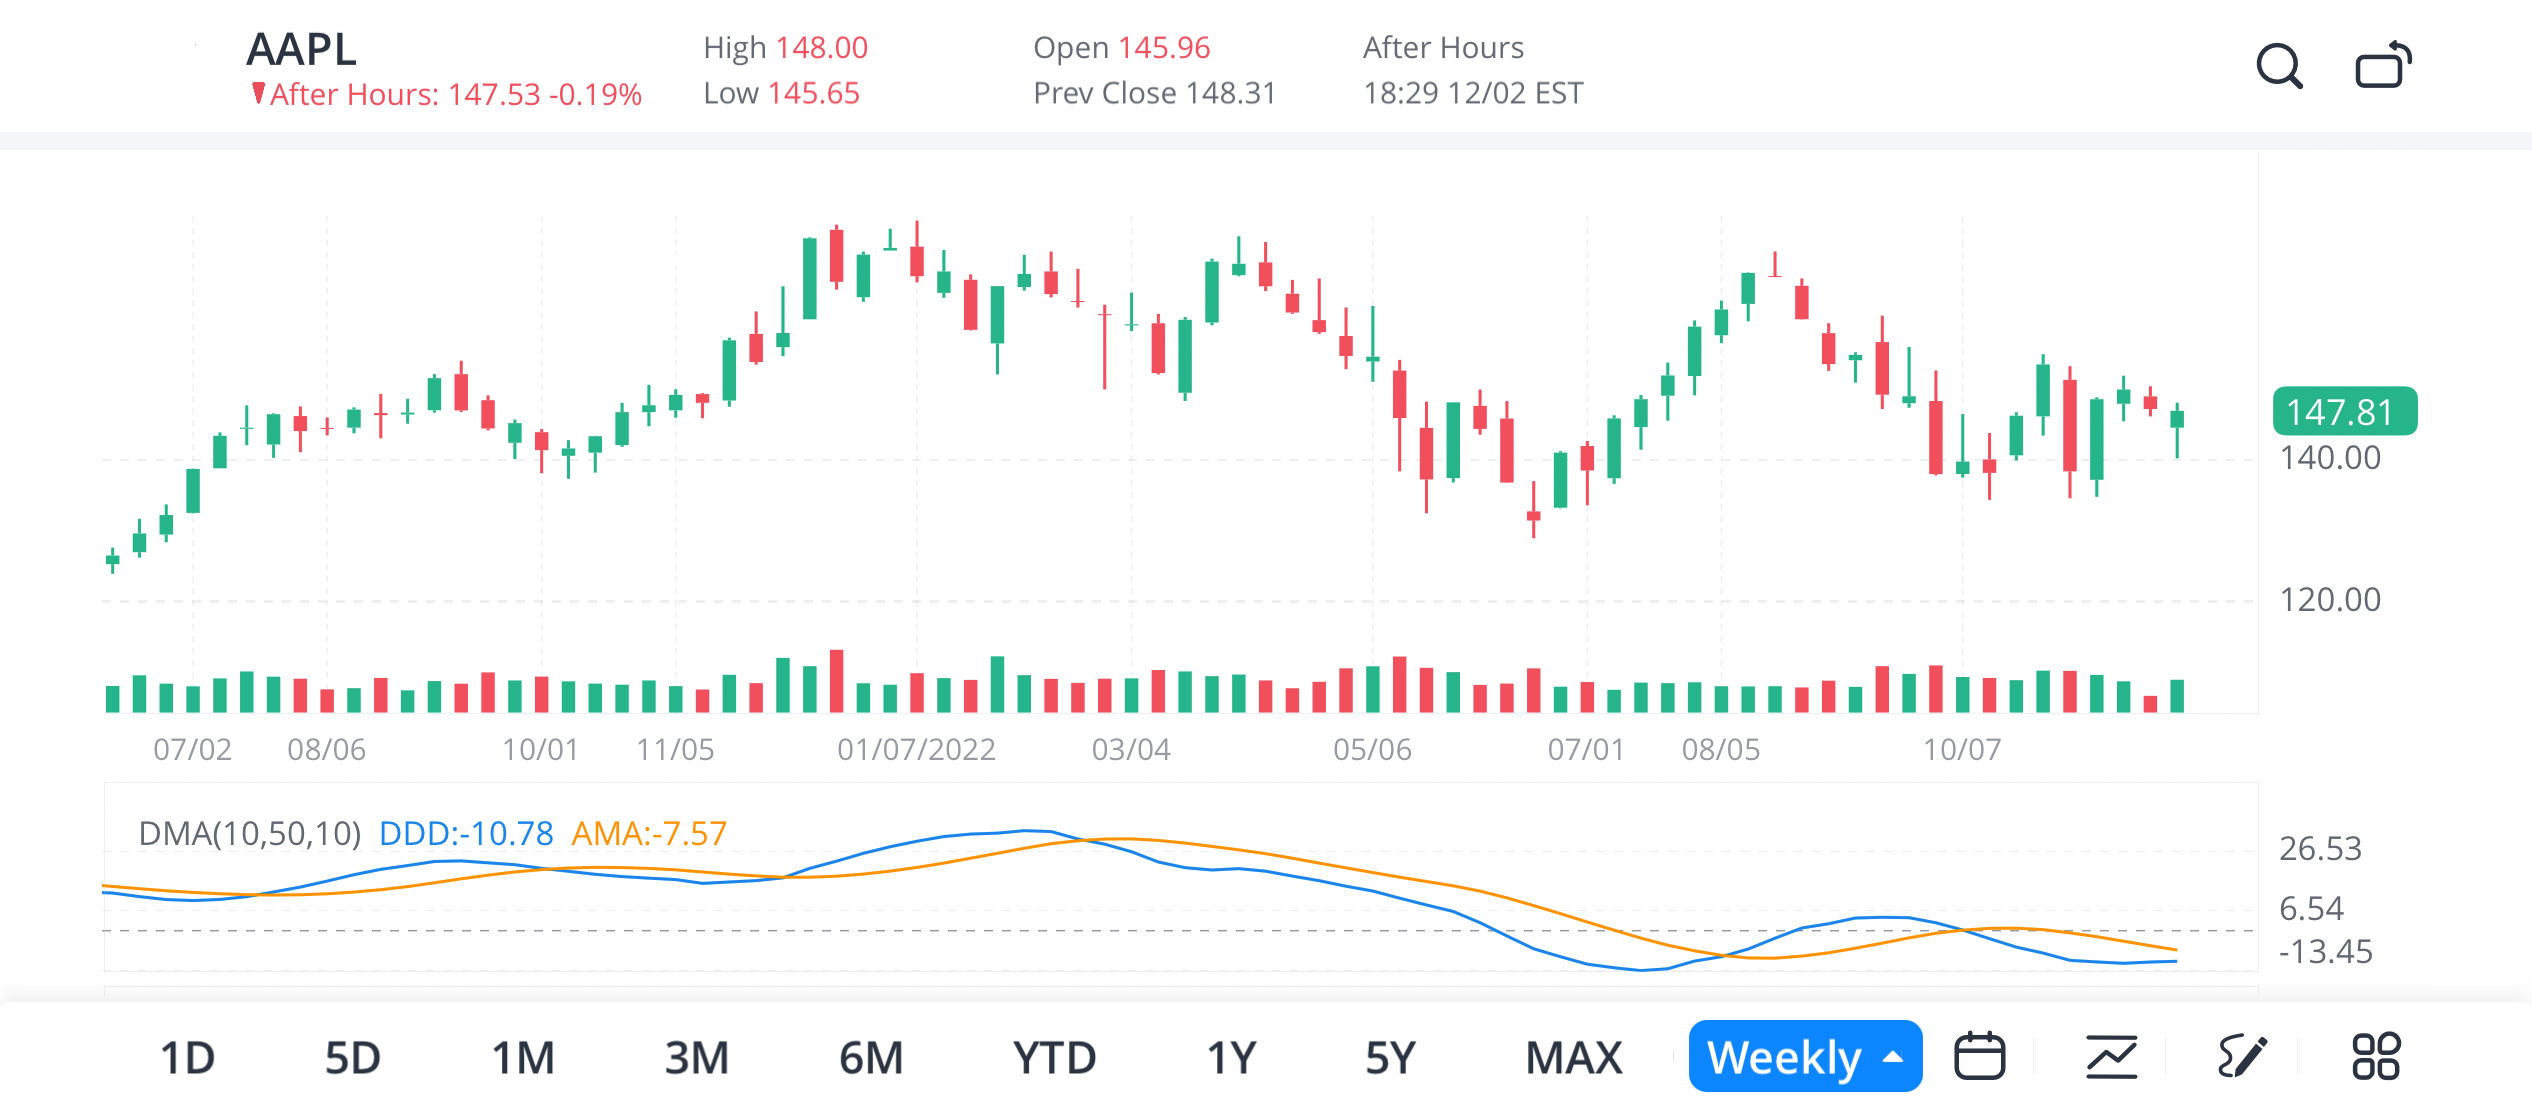 AAPL
After Hours: 147.53 -0.19%
High 148.00
Low 145.65
Open 145.96
Prev Close 148.31
After Hours
18:29 12/02 EST
147.81
140.00
120.00
07/02 08/06 10/01 11/05 01/07/2022 03/04 05/06 07/01 08/05 10/07
DMA(10,50,10) DDD:-10.78 AMA:-7.57
26.53
6.54
-13.45
1D 5D 1M 3M 6M YTD 1Y 5Y MAX Weekly